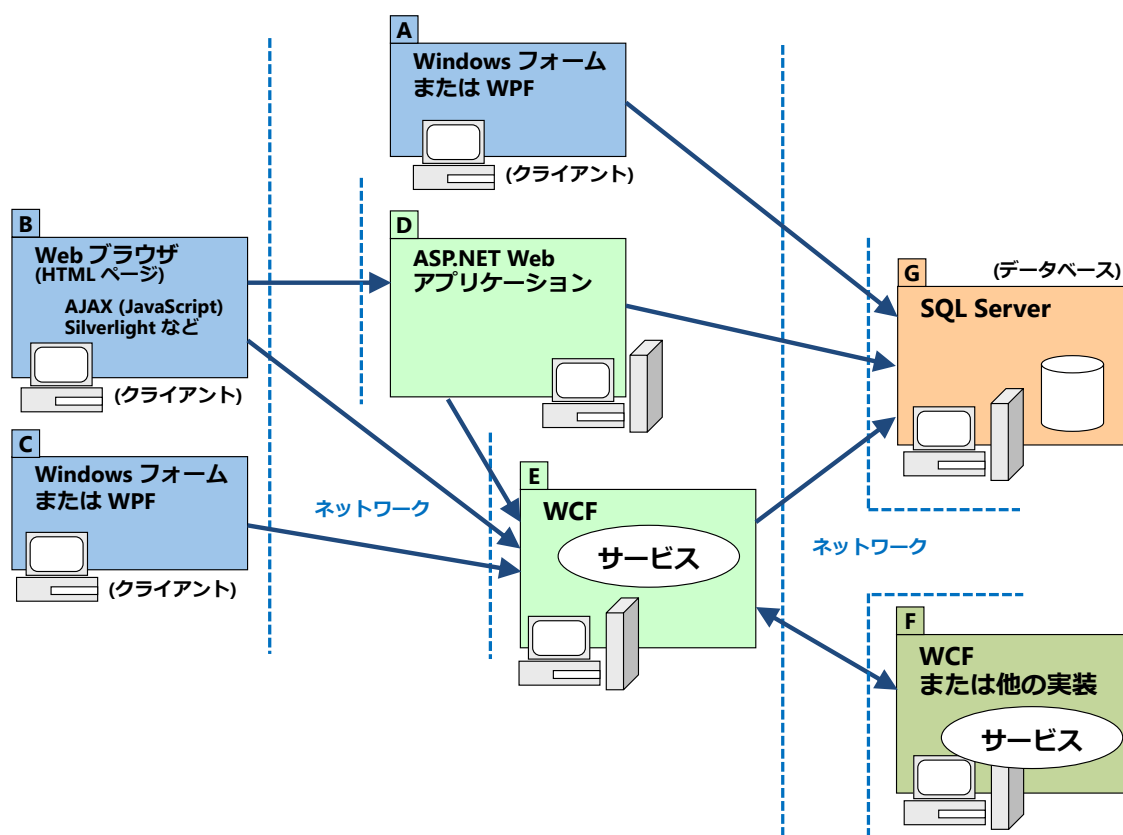 A
Windows フォーム
または WPF
(クライアント)
B
Web ブラウザ
(HTML ページ)
AJAX (JavaScript)
Silverlight など
(クライアント)
C
Windows フォーム
または WPF
(クライアント)
D
ASP.NET Web
アプリケーション
ネットワーク
E
WCF
サービス
G
(データベース)
SQL Server
ネットワーク
F
WCF
または他の実装
サービス